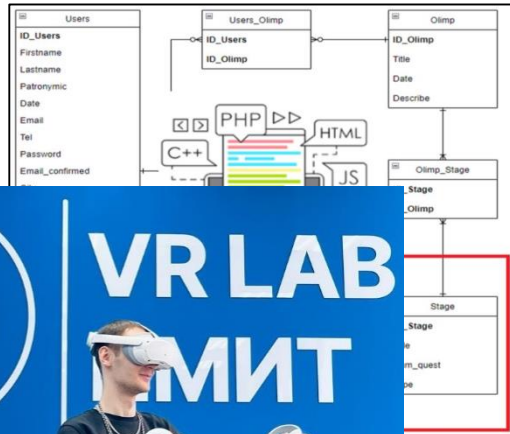 Users
ID_Users
Firstname
Lastname
Patronymic
Date
Email
Tel
Password
Email_confirmed
Users_Olimp
ID_Users
ID_Olimp
Olimp
ID_Olimp
Title
Date
Describe
PHP
HTML
C++
JS
Olimp_Stage
_Stage
_Olimp
Stage
_Stage
VR LAB
МИТ